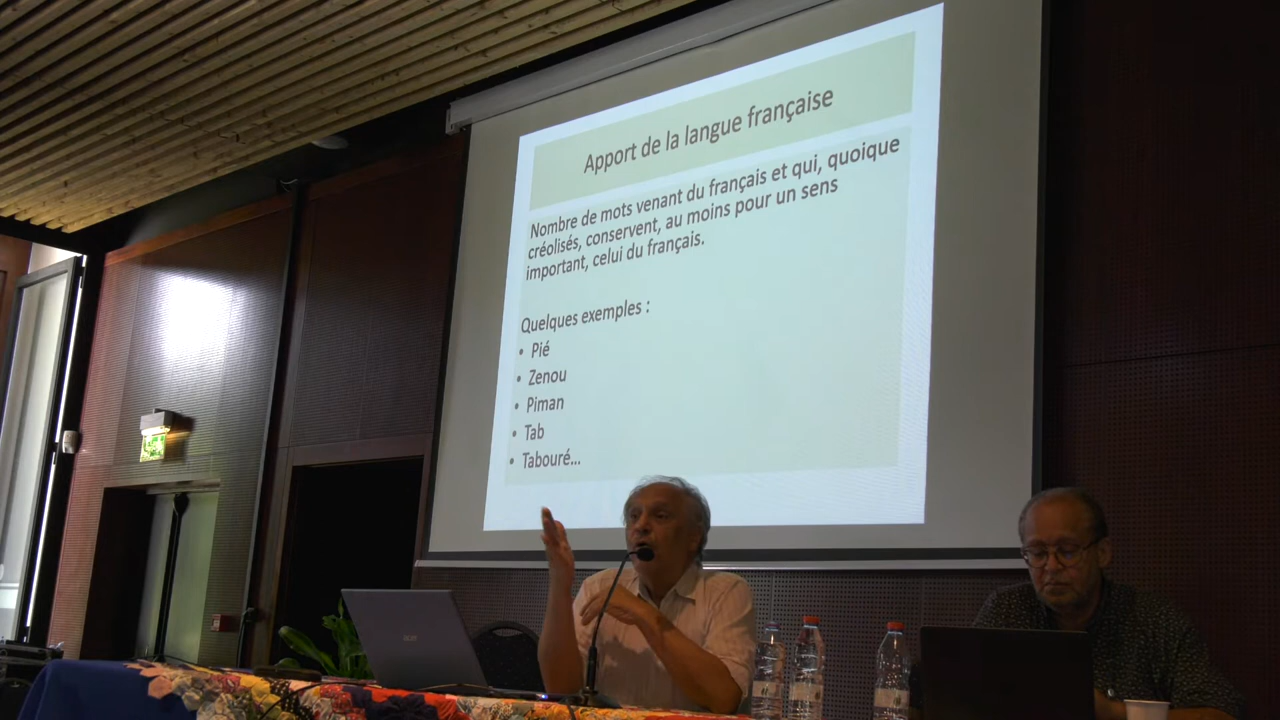 Apport de la langue française
Nombre de mots venant du français et qui, quoique
créolisés, conservent, au moins pour un sens
important, celui du français.
Quelques exemples :
• Pié
• Zenou
• Piman
• Tab
• Tabouré...
acer